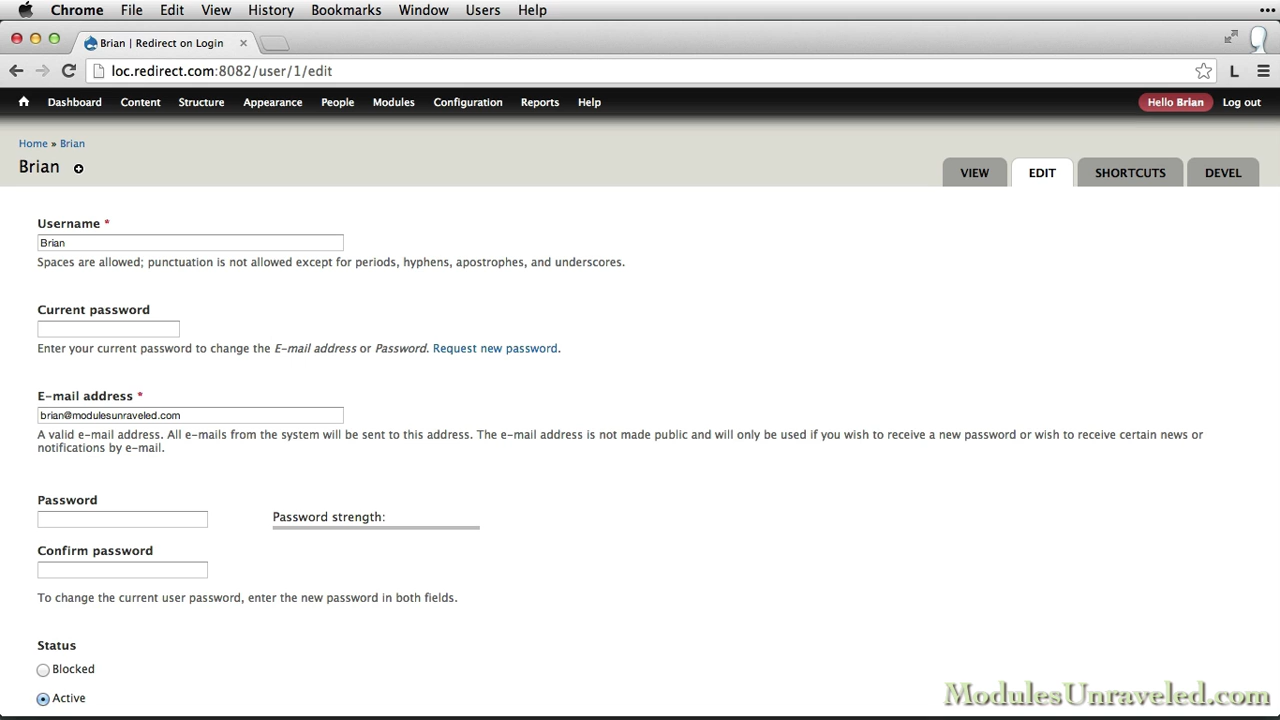 Chrome File Edit View History Bookmarks Window Users Help
Brian | Redirect on Login
loc.redirect.com:8082/user/1/edit
L
Dashboard Content Structure Appearance People Modules Configuration Reports Help Hello Brian Log out
Home » Brian
Brian
VIEW EDIT SHORTCUTS DEVEL
Username *
Brian
Spaces are allowed; punctuation is not allowed except for periods, hyphens, apostrophes, and underscores.
Current password
Enter your current password to change the E-mail address or Password. Request new password.
E-mail address *
brian@modulesunraveled.com
A valid e-mail address. All e-mails from the system will be sent to this address. The e-mail address is not made public and will only be used if you wish to receive a new password or wish to receive certain news or
notifications by e-mail.
Password
Password strength:
Confirm password
To change the current user password, enter the new password in both fields.
Status
Blocked
Active
ModulesUnraveled.com